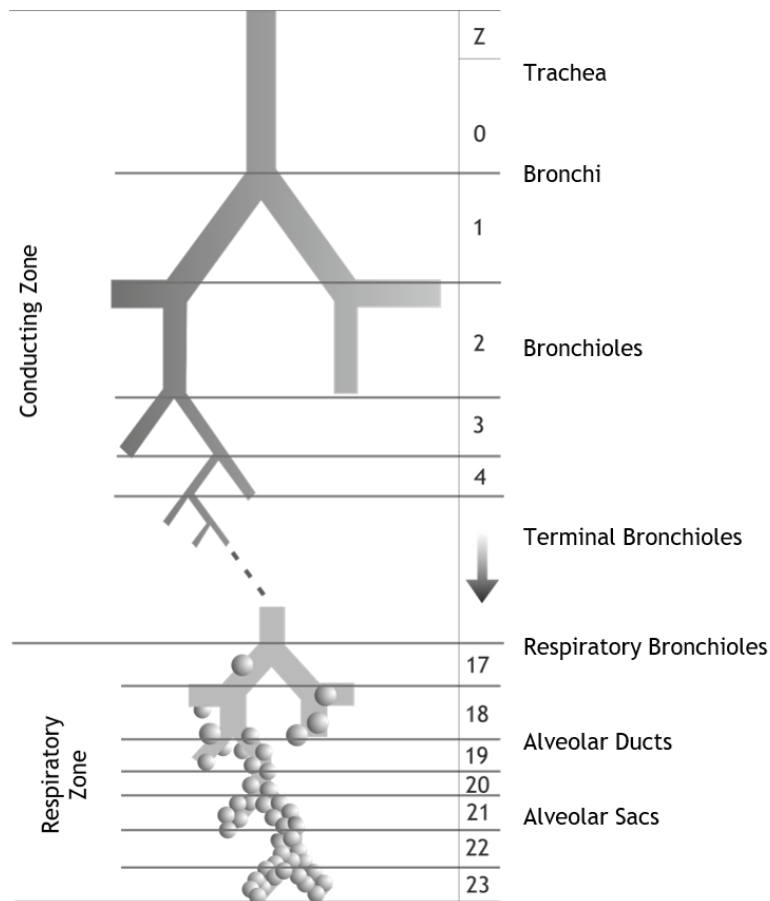 Z
Trachea
0
Bronchi
1
Conducting Zone
2
Bronchioles
3
4
Terminal Bronchioles
Respiratory Bronchioles
17
18
Alveolar Ducts
19
Respiratory
Zone
20
21
Alveolar Sacs
22
23